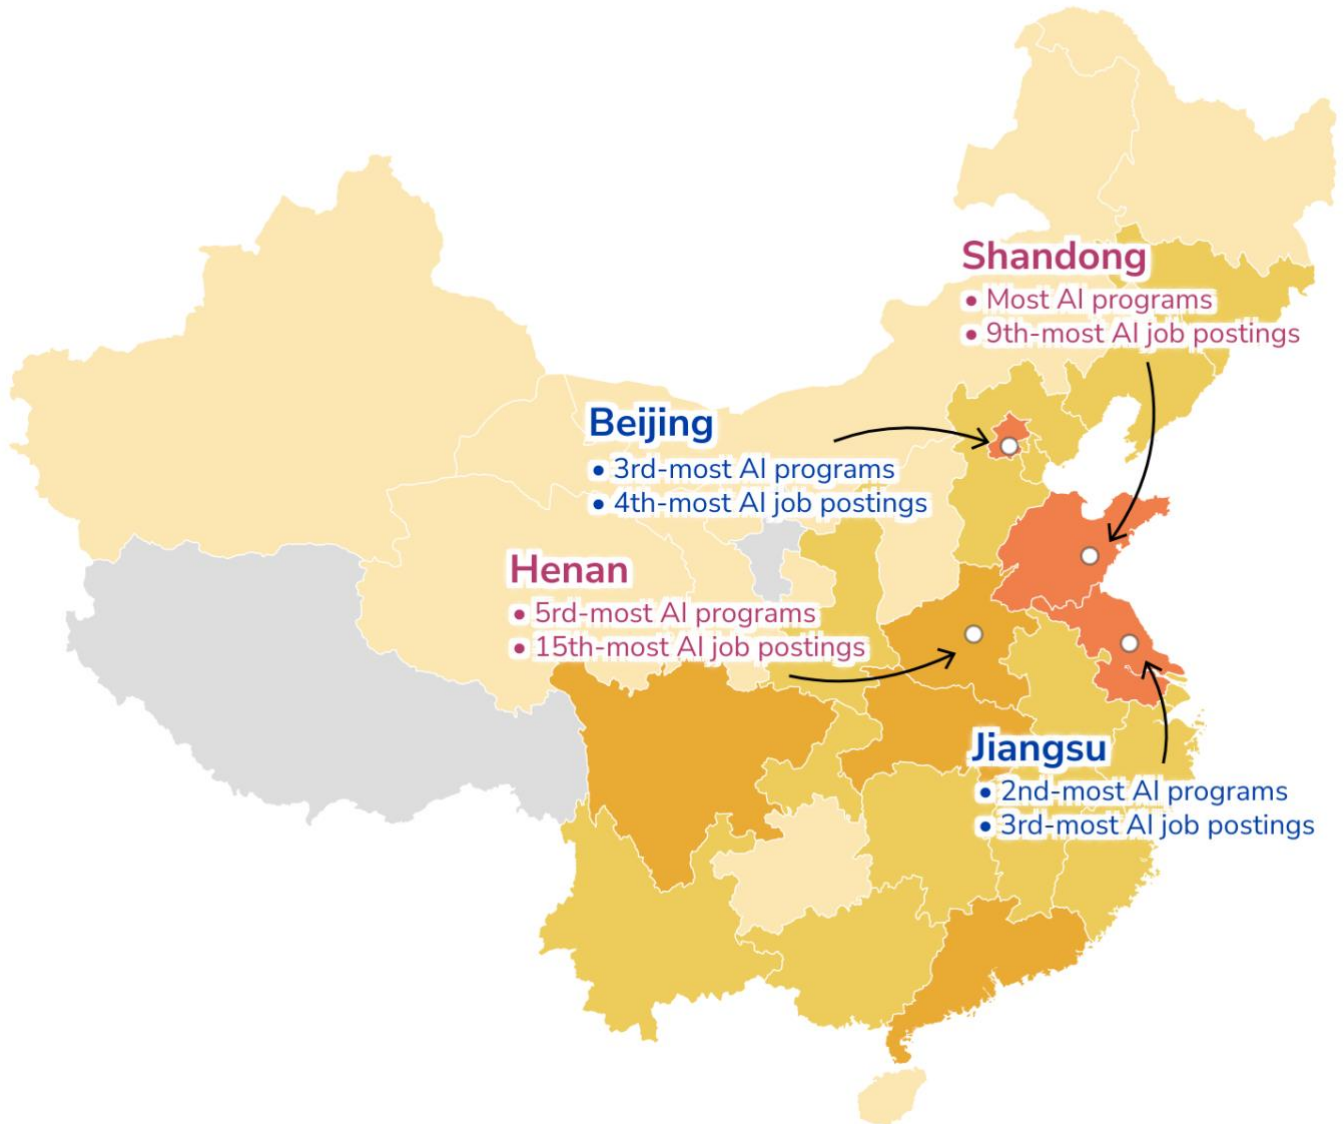 Shandong
• Most AI programs
• 9th-most AI job postings
Beijing
• 3rd-most AI programs
• 4th-most AI job postings
Henan
• 5rd-most AI programs
• 15th-most AI job postings
Jiangsu
• 2nd-most AI programs
• 3rd-most AI job postings